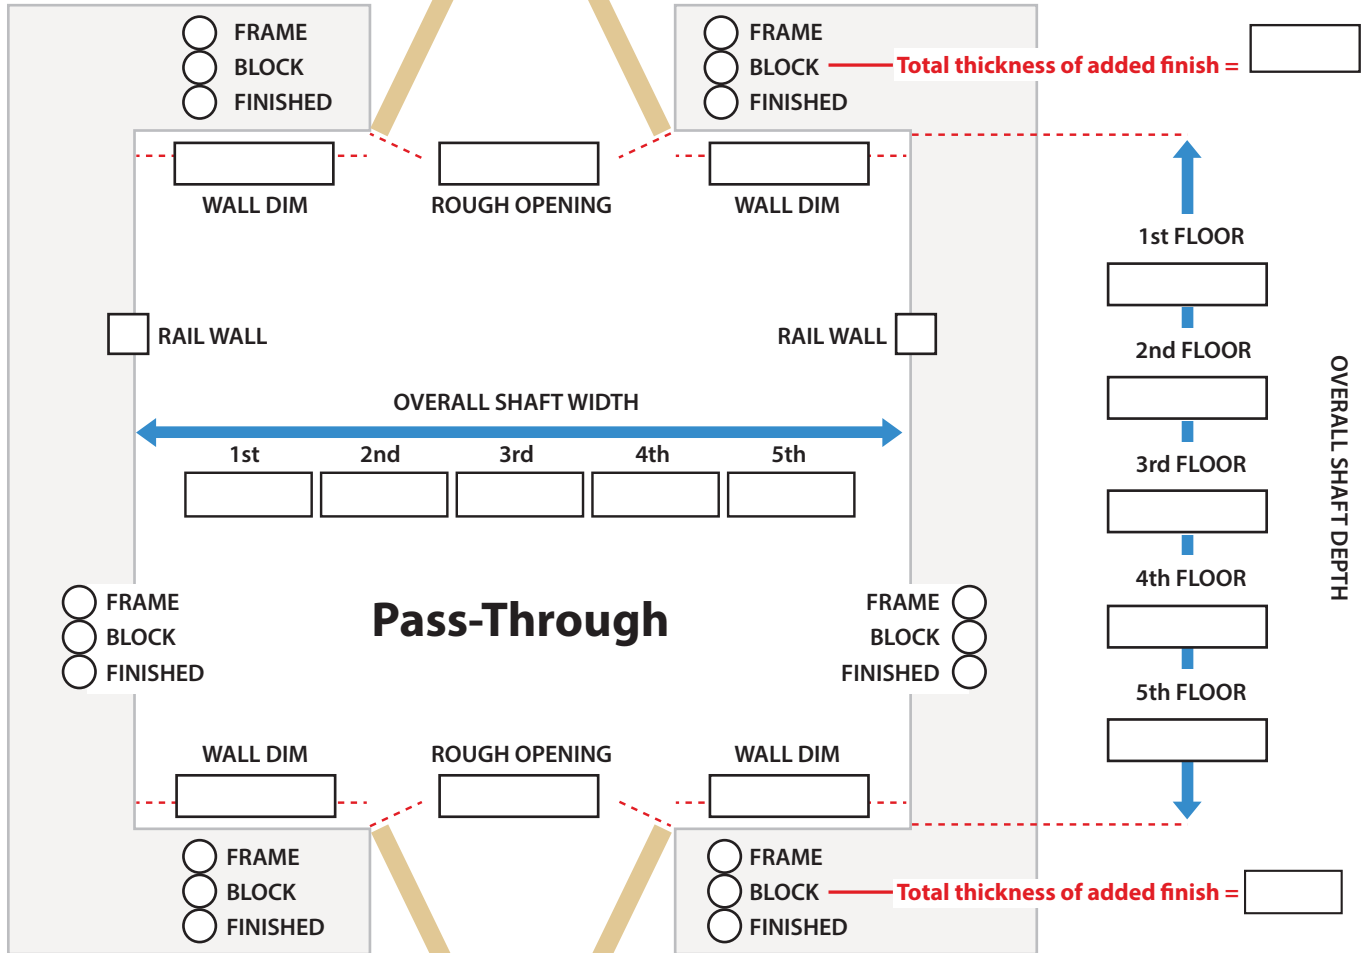 FRAME
BLOCK
FINISHED
FRAME
BLOCK
FINISHED
Total thickness of added finish =
WALL DIM
ROUGH OPENING
WALL DIM
1st FLOOR
2nd FLOOR
3rd FLOOR
4th FLOOR
5th FLOOR
OVERALL SHAFT DEPTH
RAIL WALL
RAIL WALL
OVERALL SHAFT WIDTH
1st
2nd
3rd
4th
5th
FRAME
BLOCK
FINISHED
Pass-Through
FRAME
BLOCK
FINISHED
WALL DIM
ROUGH OPENING
WALL DIM
FRAME
BLOCK
FINISHED
FRAME
BLOCK
FINISHED
Total thickness of added finish =